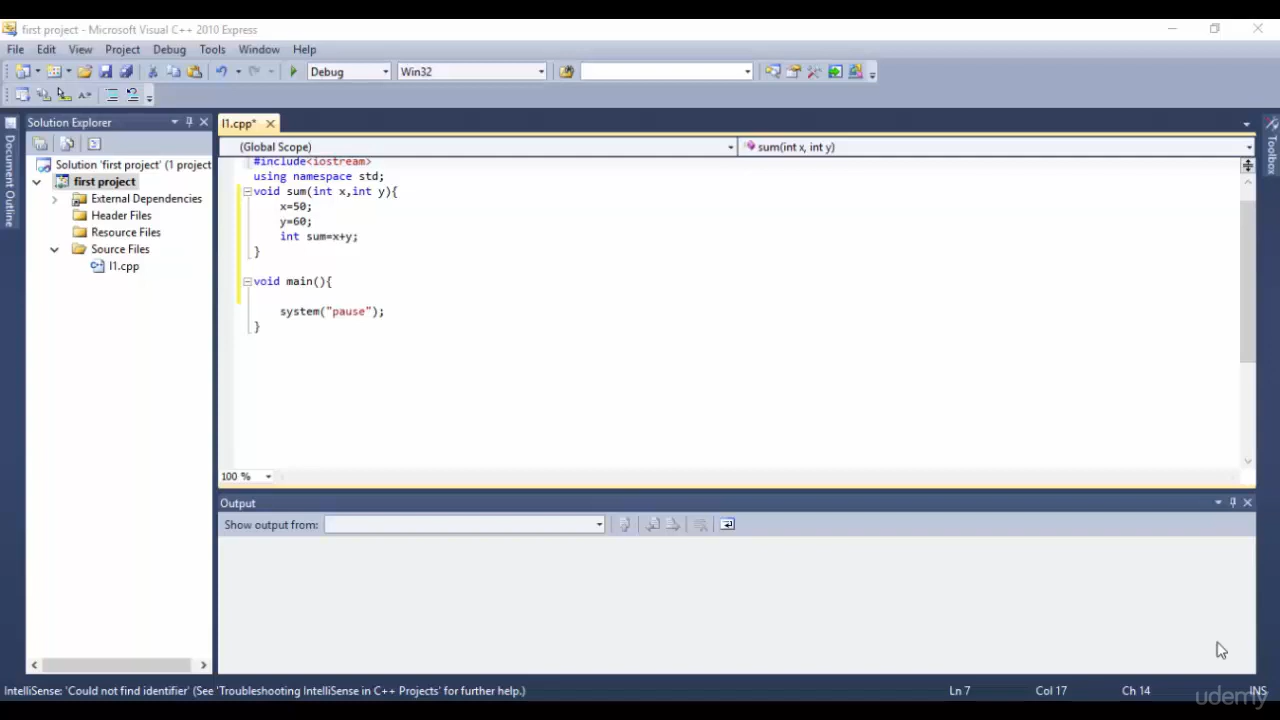 first project - Microsoft Visual C++ 2010 Express
File Edit View Project Debug Tools Window Help
Debug Win32
Solution Explorer
l1.cpp*
(Global Scope) sum(int x, int y)
Document Outline
Toolbox
Solution 'first project' (1 project
first project
External Dependencies
Header Files
Resource Files
Source Files
l1.cpp
#include<iostream>
using namespace std;
void sum(int x,int y){
x=50;
y=60;
int sum=x+y;
}
void main(){
system("pause");
}
100 %
Output
Show output from:
IntelliSense: 'Could not find identifier' (See 'Troubleshooting IntelliSense in C++ Projects' for further help.) Ln 7 Col 17 Ch 14 INS
udemy